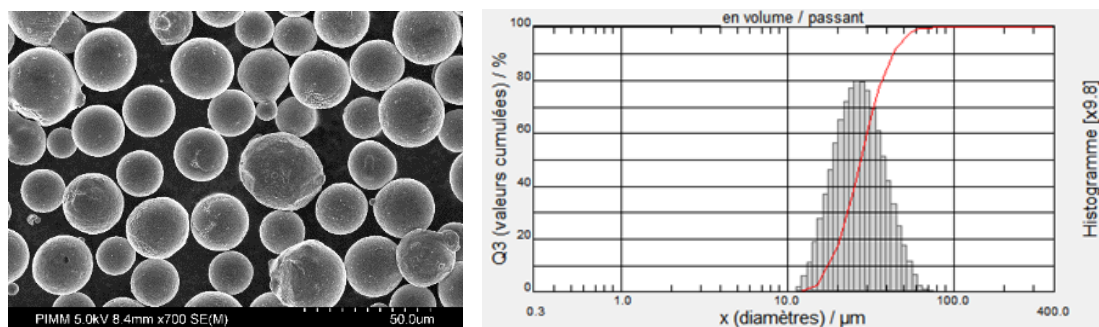 PIMM 5.0kV 8.4mm x700 SE(M)
50.0um
en volume / passant
Q3 (valeurs cumulées) / %
100
80
60
40
20
0
0.3
1.0
10.0
100.0
400.0
x (diamètres) / µm
Histogramme [x9.8]